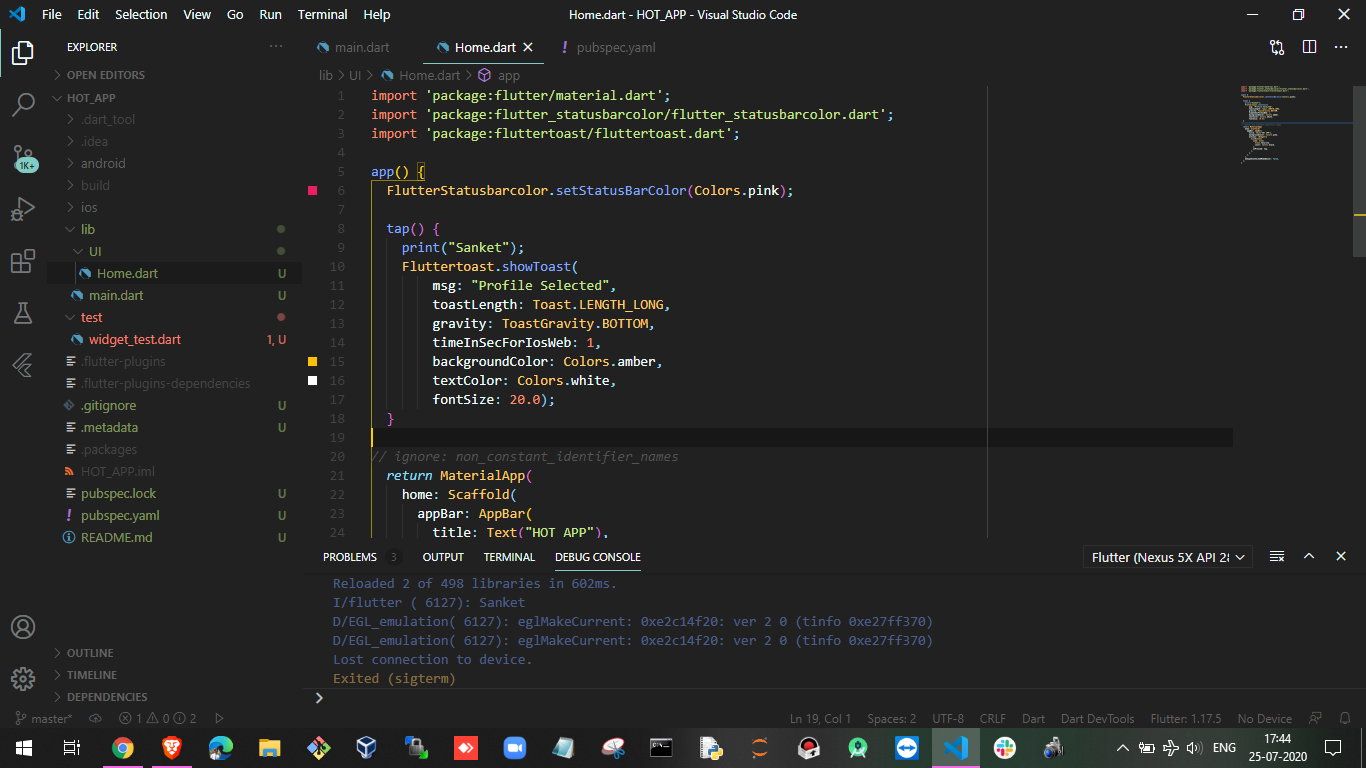 File Edit Selection View Go Run Terminal Help
Home.dart - HOT_APP - Visual Studio Code
EXPLORER
OPEN EDITORS
HOT_APP
.dart_tool
.idea
android
build
ios
lib
UI
Home.dart U
main.dart U
test
widget_test.dart 1, U
.flutter-plugins
.flutter-plugins-dependencies
.gitignore U
.metadata U
.packages
HOT_APP.iml
pubspec.lock U
pubspec.yaml U
README.md U
OUTLINE
TIMELINE
DEPENDENCIES
1K+
main.dart Home.dart pubspec.yaml
lib > UI > Home.dart > app
1 import 'package:flutter/material.dart';
2 import 'package:flutter_statusbarcolor/flutter_statusbarcolor.dart';
3 import 'package:fluttertoast/fluttertoast.dart';
4
5 app() {
6 FlutterStatusbarcolor.setStatusBarColor(Colors.pink);
7
8 tap() {
9 print("Sanket");
10 Fluttertoast.showToast(
11 msg: "Profile Selected",
12 toastLength: Toast.LENGTH_LONG,
13 gravity: ToastGravity.BOTTOM,
14 timeInSecForIosWeb: 1,
15 backgroundColor: Colors.amber,
16 textColor: Colors.white,
17 fontSize: 20.0);
18 }
19
20 // ignore: non_constant_identifier_names
21 return MaterialApp(
22 home: Scaffold(
23 appBar: AppBar(
24 title: Text("HOT APP"),
PROBLEMS 3 OUTPUT TERMINAL DEBUG CONSOLE
Flutter (Nexus 5X API 28
Reloaded 2 of 498 libraries in 602ms.
I/flutter ( 6127): Sanket
D/EGL_emulation( 6127): eglMakeCurrent: 0xe2c14f20: ver 2 0 (tinfo 0xe27ff370)
D/EGL_emulation( 6127): eglMakeCurrent: 0xe2c14f20: ver 2 0 (tinfo 0xe27ff370)
Lost connection to device.
Exited (sigterm)
master* 1 0 2
Ln 19, Col 1 Spaces: 2 UTF-8 CRLF Dart Dart DevTools Flutter: 1.17.5 No Device
ENG
17:44
25-07-2020